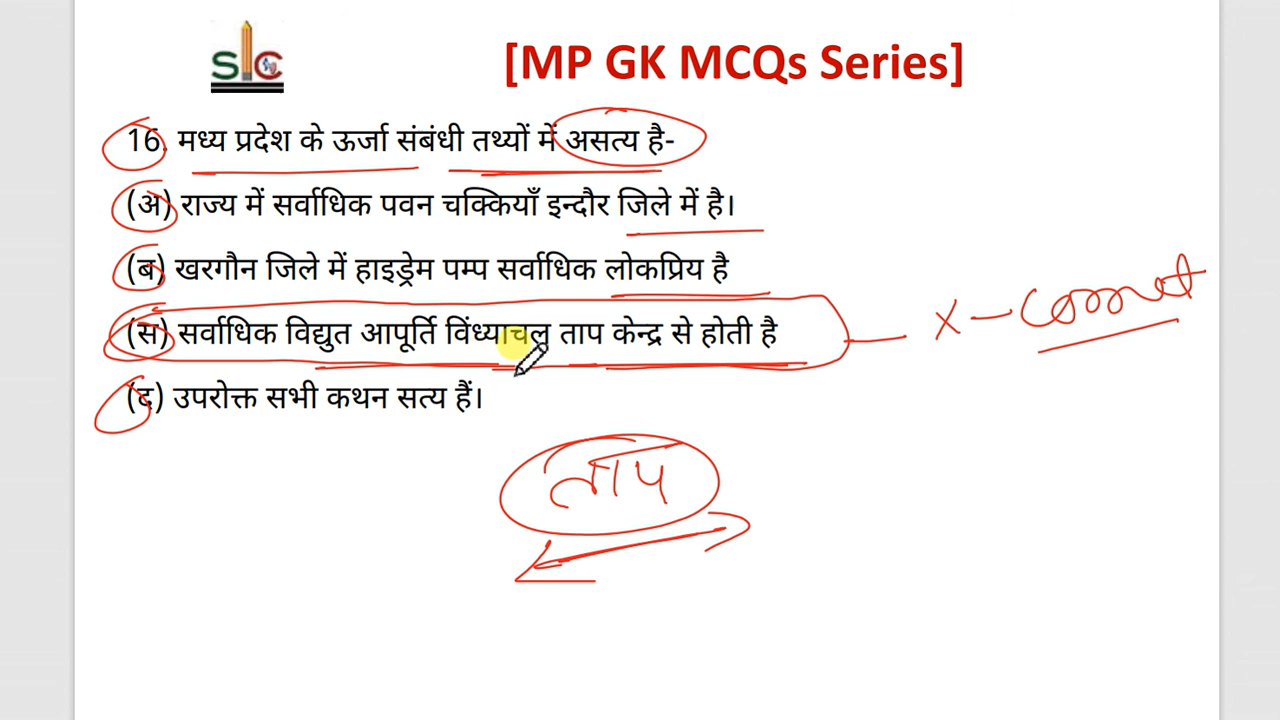 SLC
[MP GK MCQs Series]
16. मध्य प्रदेश के ऊर्जा संबंधी तथ्यों में असत्य है-
(अ) राज्य में सर्वाधिक पवन चक्कियाँ इन्दौर जिले में है।
(ब) खरगौन जिले में हाइड्रेम पम्प सर्वाधिक लोकप्रिय है
(स) सर्वाधिक विद्युत आपूर्ति विंध्याचल ताप केन्द्र से होती है
x - correct
(द) उपरोक्त सभी कथन सत्य हैं।
ताप